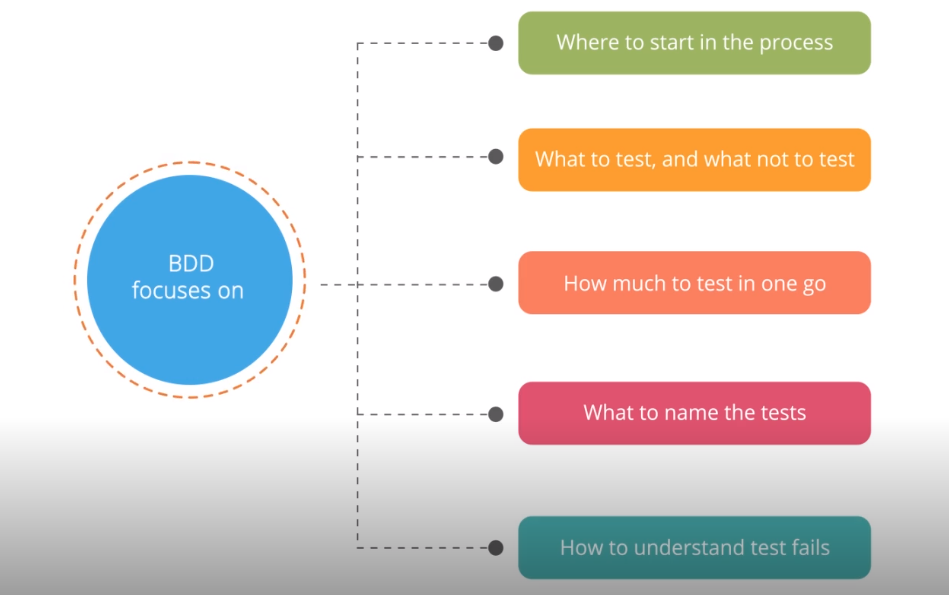 BDD
focuses on
Where to start in the process
What to test, and what not to test
How much to test in one go
What to name the tests
How to understand test fails